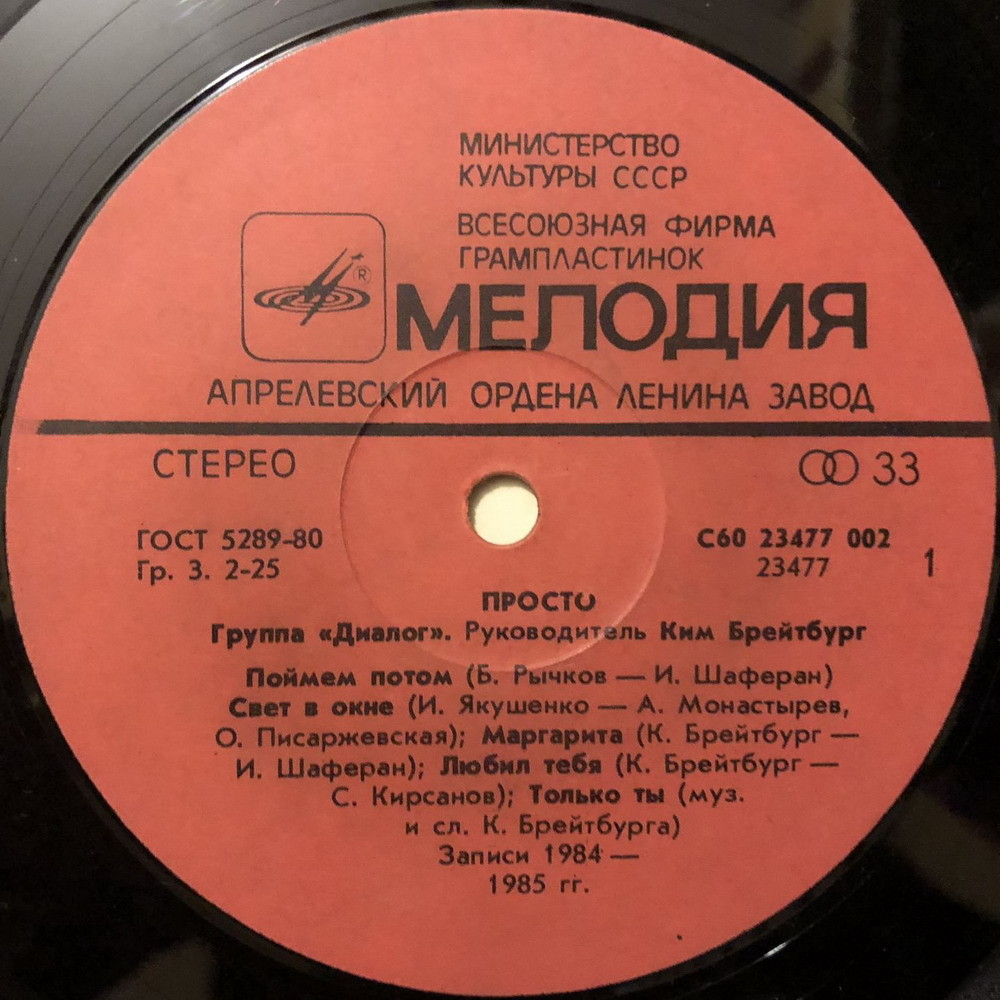 МИНИСТЕРСТВО
КУЛЬТУРЫ СССР
ВСЕСОЮЗНАЯ ФИРМА
ГРАМПЛАСТИНОК
®
МЕЛОДИЯ
АПРЕЛЕВСКИЙ ОРДЕНА ЛЕНИНА ЗАВОД
СТЕРЕО
33
ГОСТ 5289-80
Гр. 3. 2-25
С60 23477 002
23477
1
ПРОСТО
Группа «Диалог». Руководитель Ким Брейтбург
Поймем потом (Б. Рычков — И. Шаферан)
Свет в окне (И. Якушенко — А. Монастырев,
О. Писаржевская); Маргарита (К. Брейтбург —
И. Шаферан); Любил тебя (К. Брейтбург —
С. Кирсанов); Только ты (муз.
и сл. К. Брейтбурга)
Записи 1984 —
1985 гг.